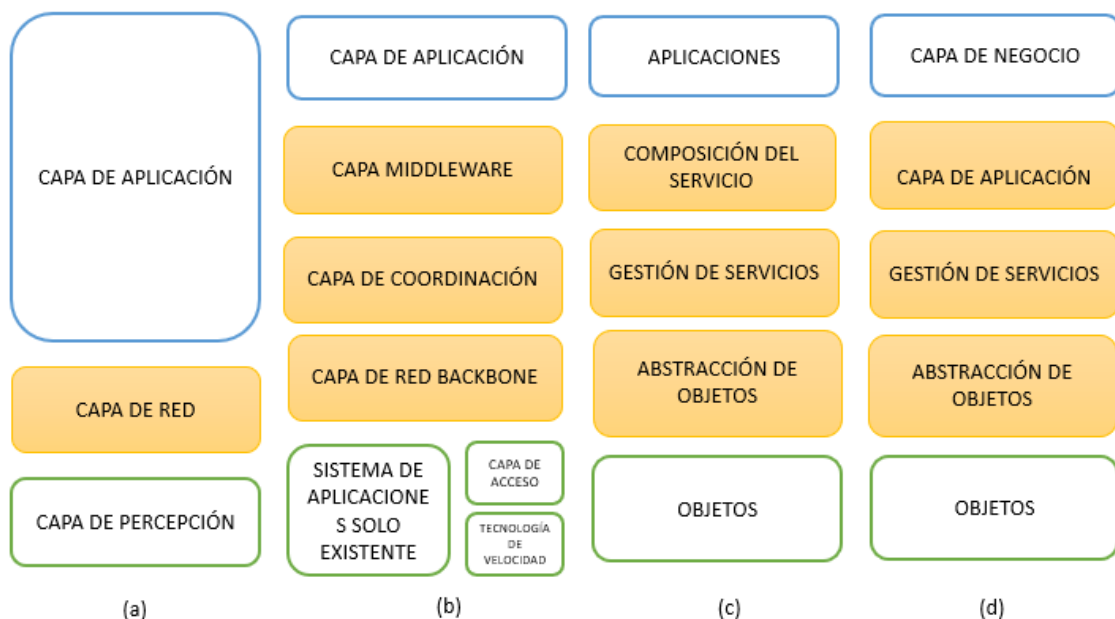 CAPA DE APLICACIÓN
CAPA DE RED
CAPA DE PERCEPCIÓN
(a)
CAPA DE APLICACIÓN
CAPA MIDDLEWARE
CAPA DE COORDINACIÓN
CAPA DE RED BACKBONE
SISTEMA DE
APLICACIONE
S SOLO
EXISTENTE
CAPA DE
ACCESO
TECNOLOGÍA
DE
VELOCIDAD
(b)
APLICACIONES
COMPOSICIÓN DEL
SERVICIO
GESTIÓN DE SERVICIOS
ABSTRACCIÓN DE
OBJETOS
OBJETOS
(c)
CAPA DE NEGOCIO
CAPA DE APLICACIÓN
GESTIÓN DE SERVICIOS
ABSTRACCIÓN DE
OBJETOS
OBJETOS
(d)